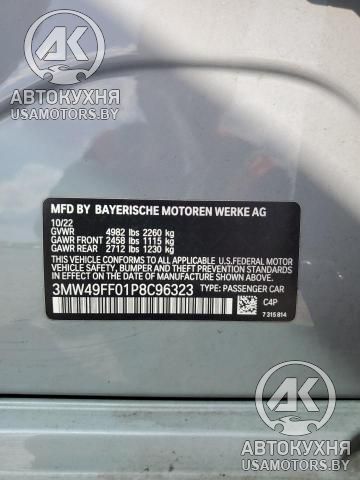 АК
АВТОКУХНЯ
USAMOTORS.BY
MFD BY BAYERISCHE MOTOREN WERKE AG
10/22
GVWR 4982 lbs 2260 kg
GAWR FRONT 2458 lbs 1115 kg
GAWR REAR 2712 lbs 1230 kg
THIS VEHICLE CONFORMS TO ALL APPLICABLE U.S.FEDERAL MOTOR
VEHICLE SAFETY, BUMPER, AND THEFT PREVENTION STANDARDS IN
EFFECT ON THE DATE OF MANUFACTURE SHOWN ABOVE.
3MW49FF01P8C96323 TYPE: PASSENGER CAR
C4P
7 315 814
АК
АВТОКУХНЯ
USAMOTORS.BY